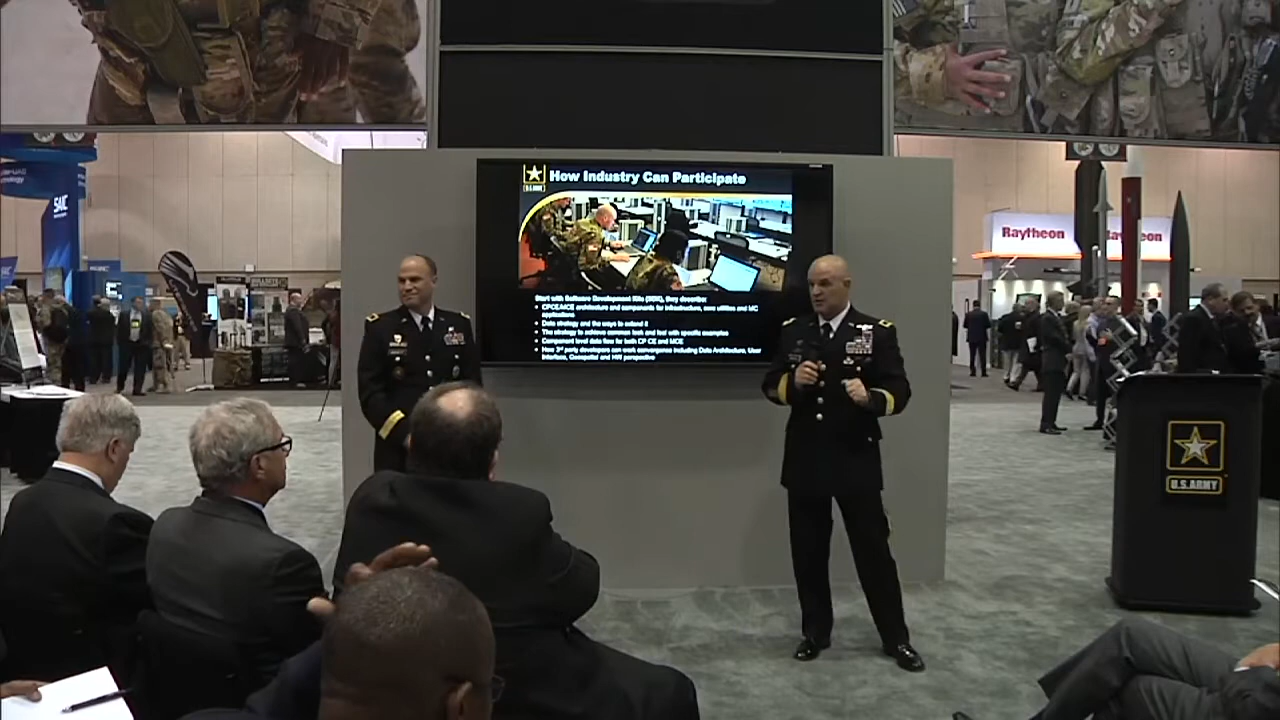 How Industry Can Participate
U.S. ARMY
Start with Software Development Kits (SDK), they describe:
• CPCE/MCE architecture and components for infrastructure, core utilities and MC
applications
• Data strategy and the ways to extend it
• The strategy to achieve common look and feel with specific examples
• Component level data flow for both CP CE and MCE
• How 3rd party developers can work convergence including Data Architecture, User
Interface, Geospatial and HW perspective
SAIC
Raytheon
Raytheon
U.S. ARMY